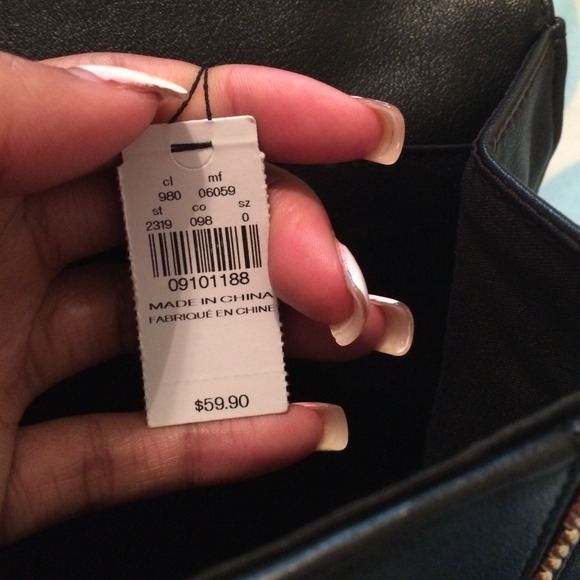 cl mf
980 06059
st co sz
2319 098 0
09101188
MADE IN CHINA
FABRIQUÉ EN CHINE
$59.90